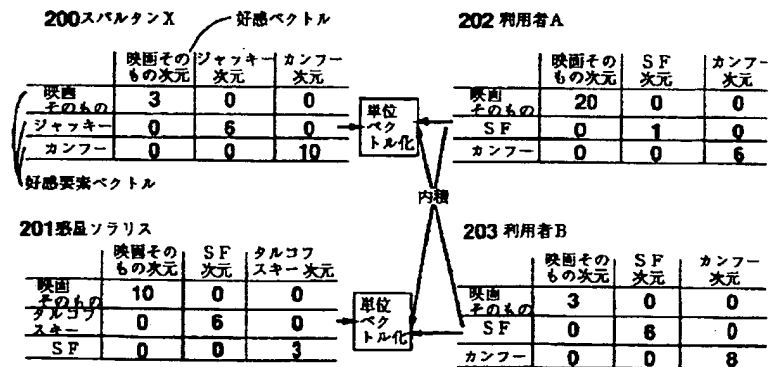 200スパルタンX
好感ベクトル
映画そのもの次元 ジャッキー次元 カンフー次元
映画そのもの 3 0 0
ジャッキー 0 6 0
カンフー 0 0 10
好感要素ベクトル
単位ベクトル化
202 利用者A
映画そのもの次元 SF次元 カンフー次元
映画そのもの 20 0 0
SF 0 1 0
カンフー 0 0 6
内積
201惑星ソラリス
映画そのもの次元 SF次元 タルコフスキー次元
映画そのもの 10 0 0
タルコフスキー 0 6 0
SF 0 0 3
単位ベクトル化
203 利用者B
映画そのもの次元 SF次元 カンフー次元
映画そのもの 3 0 0
SF 0 6 0
カンフー 0 0 8